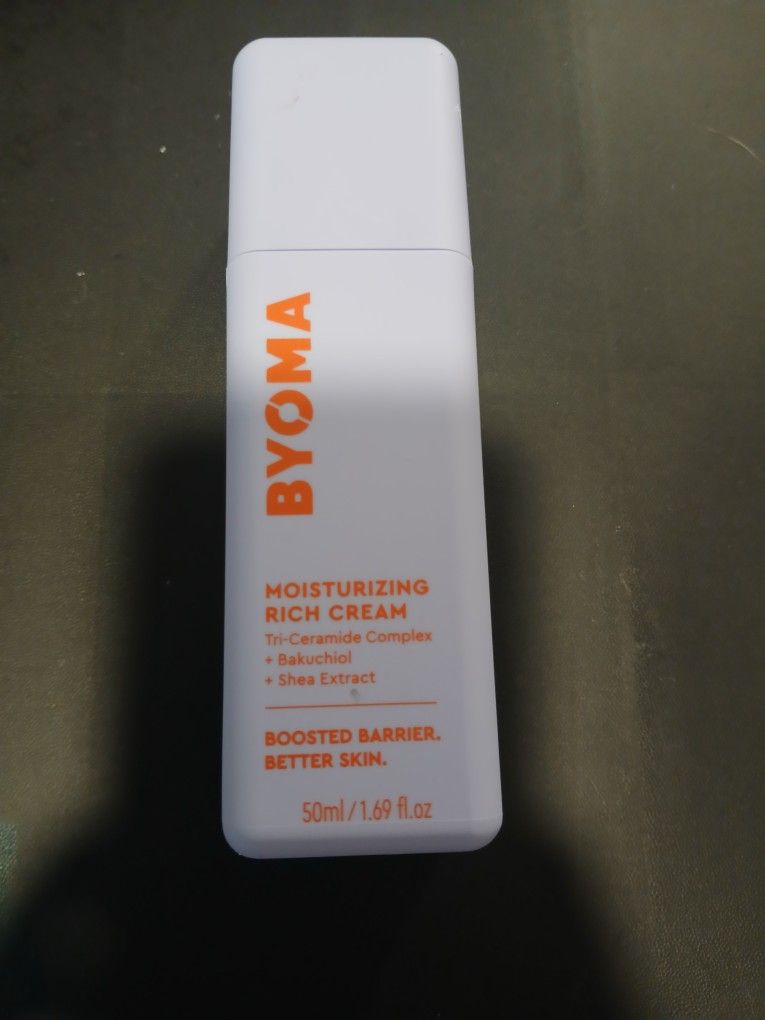 BYOMA
MOISTURIZING
RICH CREAM
Tri-Ceramide Complex
+ Bakuchiol
+ Shea Extract
BOOSTED BARRIER.
BETTER SKIN.
50ml/1.69 fl.oz